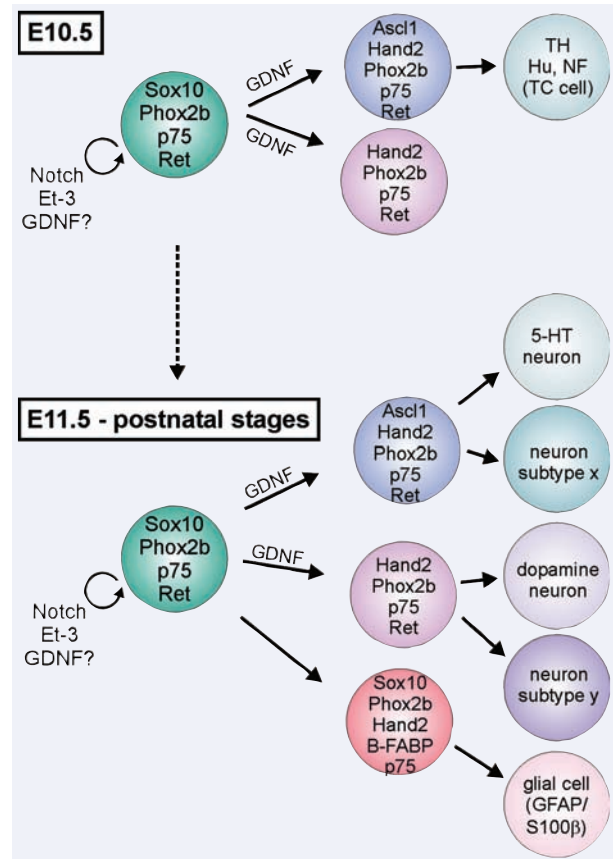 E10.5
Sox10
Phox2b
p75
Ret
Notch
Et-3
GDNF?
GDNF
GDNF
Ascl1
Hand2
Phox2b
p75
Ret
TH
Hu, NF
(TC cell)
Hand2
Phox2b
p75
Ret
E11.5 - postnatal stages
Sox10
Phox2b
p75
Ret
Notch
Et-3
GDNF?
GDNF
GDNF
Ascl1
Hand2
Phox2b
p75
Ret
5-HT
neuron
neuron
subtype x
Hand2
Phox2b
p75
Ret
dopamine
neuron
neuron
subtype y
Sox10
Phox2b
Hand2
B-FABP
p75
glial cell
(GFAP/
S100β)